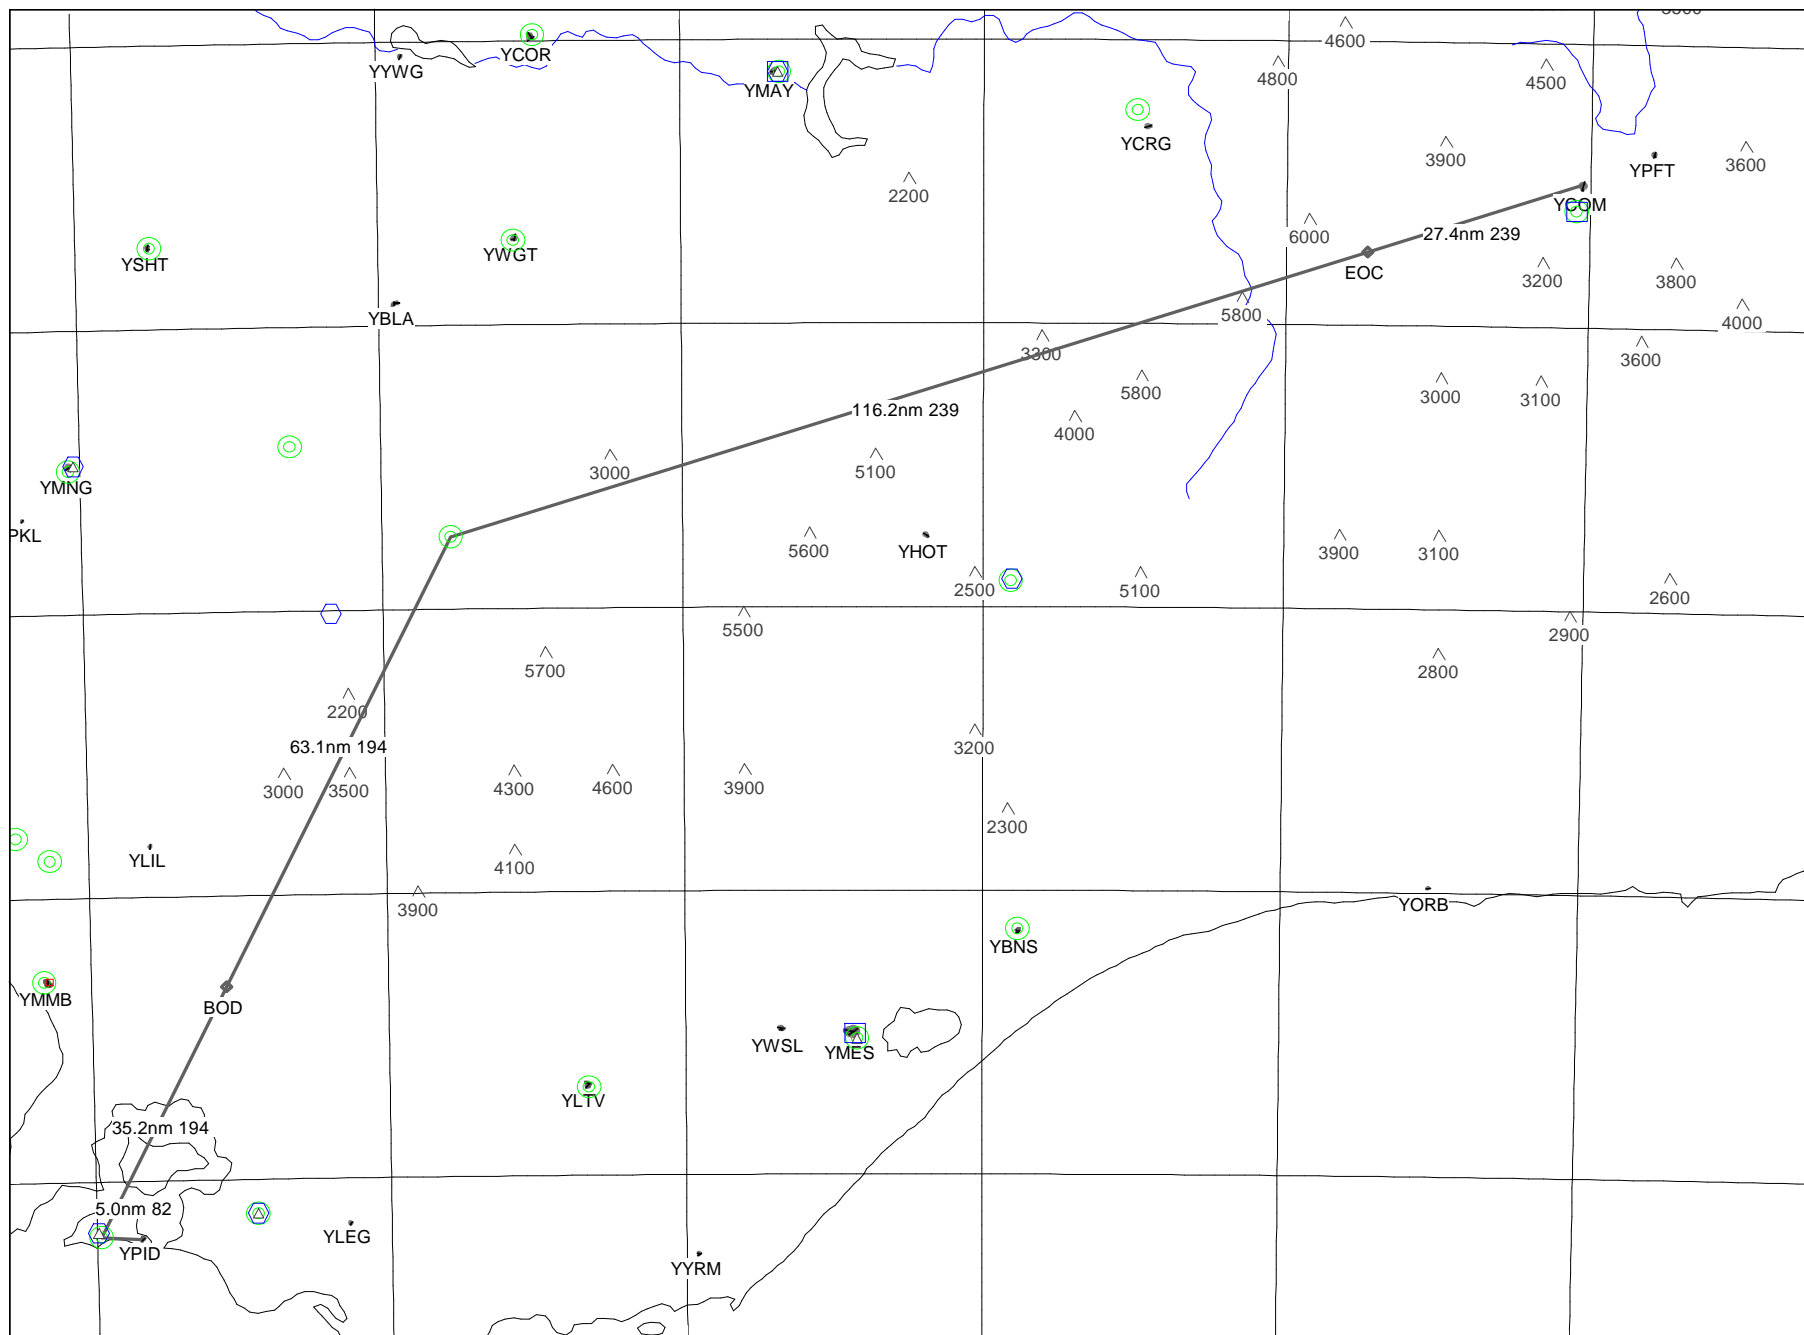 4600
YCOR
YYWG
4800
4500
YMAY
YCRG
3900
3600
YPFT
2200
YCOM
6000
27.4nm 239
YWGT
YSHT
EOC
3200
3800
5800
4000
YBLA
3300
3600
5800
3000
3100
116.2nm 239
4000
3000
5100
YMNG
PKL
5600
YHOT
3900
3100
2500
5100
2600
5500
2900
5700
2800
2200
63.1nm 194
3200
3000
3500
4300
4600
3900
2300
YLIL
4100
3900
YORB
YBNS
YMMB
BOD
YWSL
YMES
YLTV
35.2nm 194
5.0nm 82
YPID
YLEG
YYRM